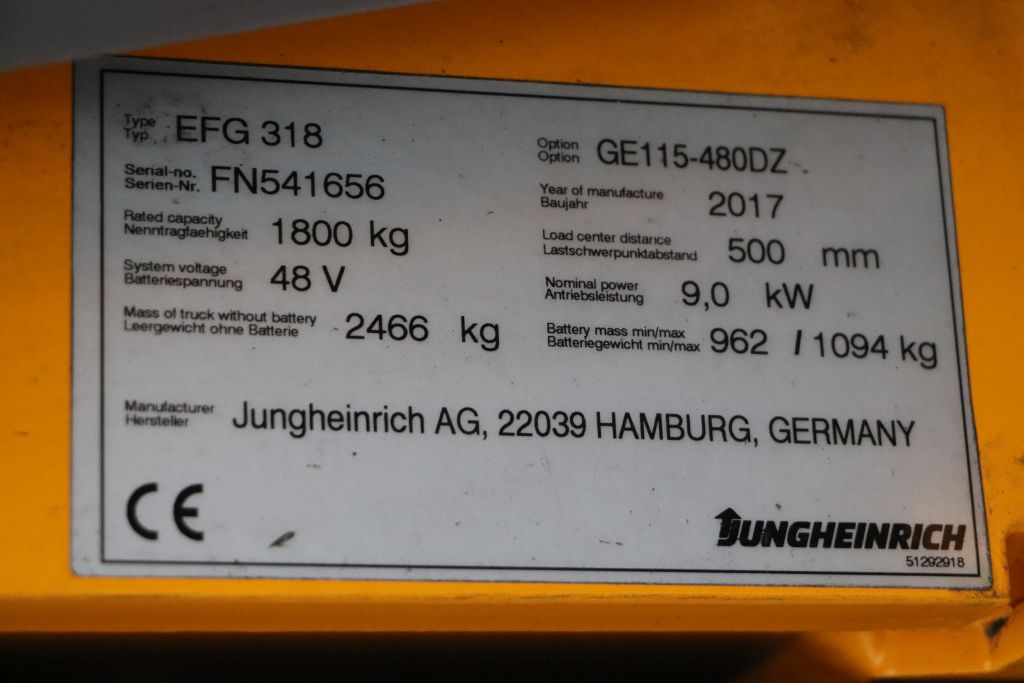 Type
Typ EFG 318
Option
Option GE115-480DZ
Serial-no.
Serien-Nr. FN541656
Year of manufacture
Baujahr 2017
Rated capacity
Nenntragfaehigkeit 1800 kg
Load center distance
Lastschwerpunktabstand 500 mm
System voltage
Batteriespannung 48 V
Nominal power
Antriebsleistung 9,0 kW
Mass of truck without battery
Leergewicht ohne Batterie 2466 kg
Battery mass min/max
Batteriegewicht min/max 962 / 1094 kg
Manufacturer
Hersteller Jungheinrich AG, 22039 HAMBURG, GERMANY
CE
JUNGHEINRICH
51292918